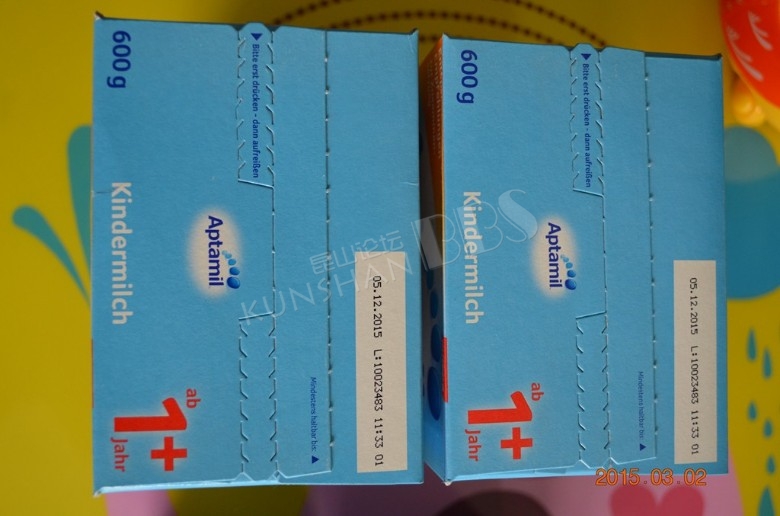 600 g
Bitte erst drücken - dann aufreißen
Aptamil
Kindermilch
ab
1+
Jahr
Mindestens haltbar bis:
05.12.2015 L:10023483 11:33 01
600 g
Bitte erst drücken - dann aufreißen
Aptamil
Kindermilch
ab
1+
Jahr
Mindestens haltbar bis:
05.12.2015 L:10023483 11:33 01
昆山论坛
KUNSHAN BBS
2015.03.02